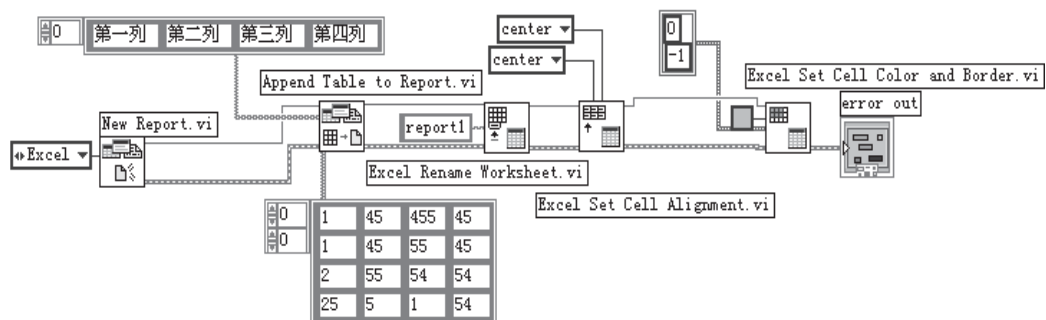 0 第一列 第二列 第三列 第四列
center
center
0
-1
Append Table to Report.vi
Excel Set Cell Color and Border.vi
New Report.vi
error out
Excel
report1
Excel Rename Worksheet.vi
Excel Set Cell Alignment.vi
0 1 45 455 45
0 1 45 55 45
2 55 54 54
25 5 1 54